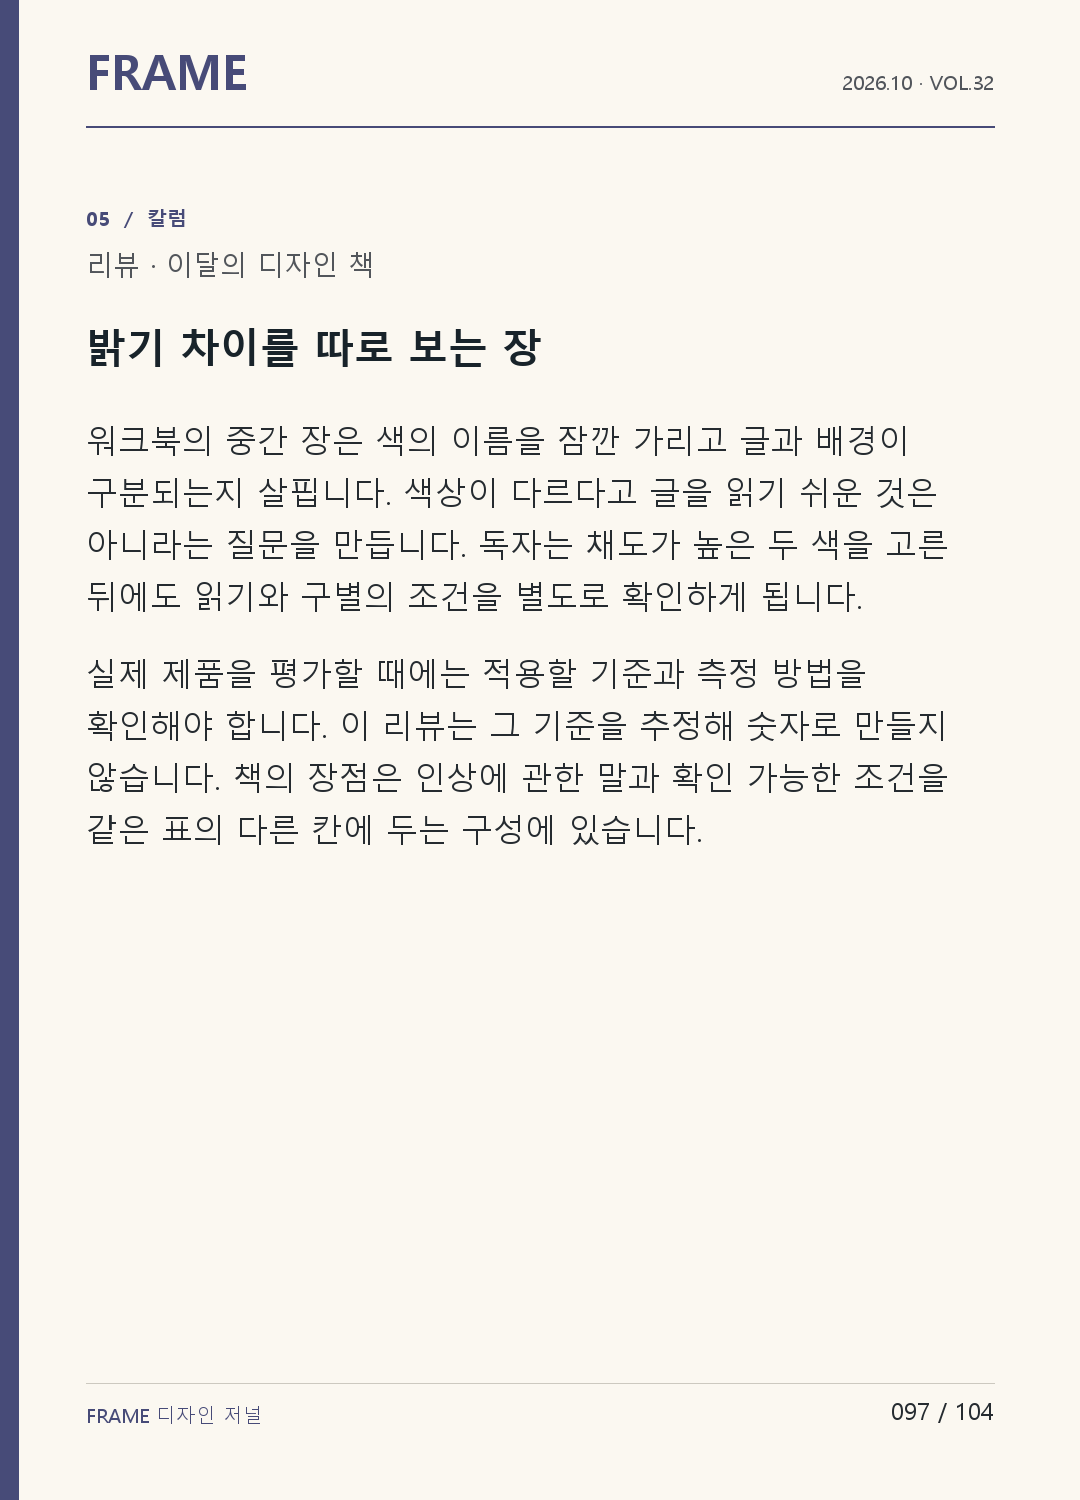 FRAME
2026.10 · VOL.32
05 / 칼럼
리뷰 · 이달의 디자인 책
밝기 차이를 따로 보는 장
워크북의 중간 장은 색의 이름을 잠깐 가리고 글과 배경이
구분되는지 살핍니다. 색상이 다르다고 글을 읽기 쉬운 것은
아니라는 질문을 만듭니다. 독자는 채도가 높은 두 색을 고른
뒤에도 읽기와 구별의 조건을 별도로 확인하게 됩니다.
실제 제품을 평가할 때에는 적용할 기준과 측정 방법을
확인해야 합니다. 이 리뷰는 그 기준을 추정해 숫자로 만들지
않습니다. 책의 장점은 인상에 관한 말과 확인 가능한 조건을
같은 표의 다른 칸에 두는 구성에 있습니다.
FRAME 디자인 저널
097 / 104